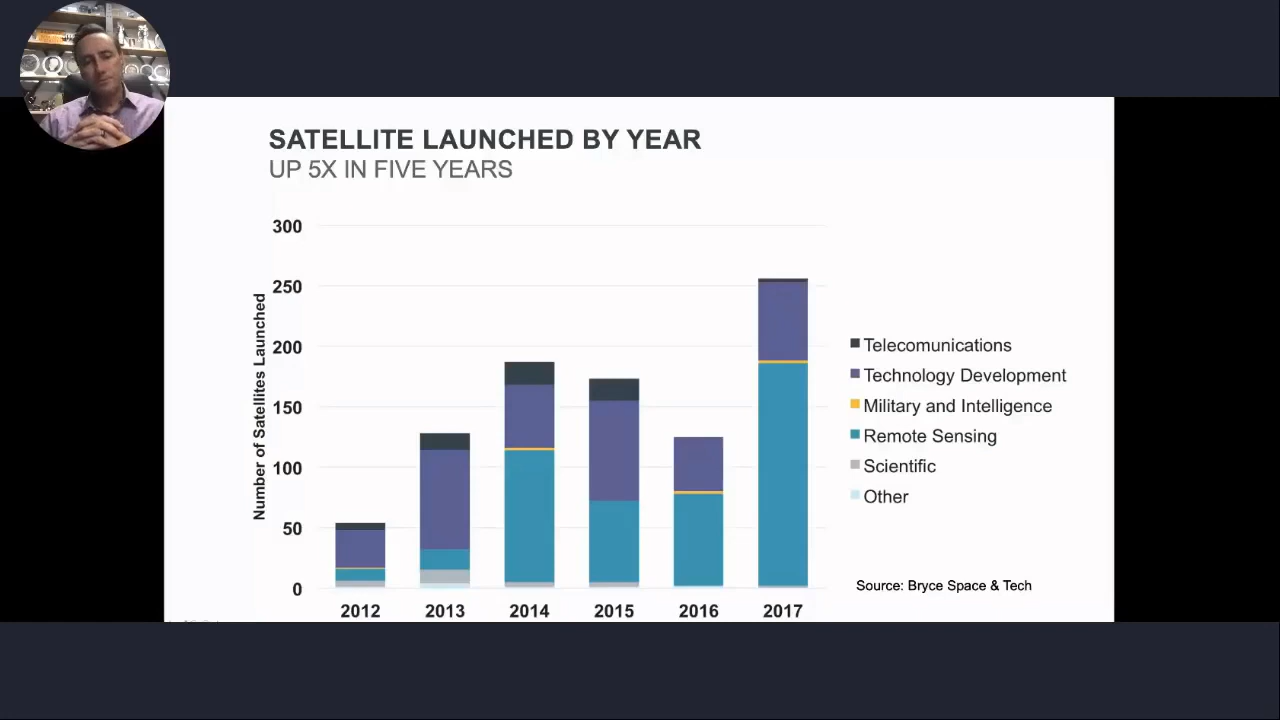 SATELLITE LAUNCHED BY YEAR
UP 5X IN FIVE YEARS
Number of Satellites Launched
300
250
200
150
100
50
0
2012 2013 2014 2015 2016 2017
Telecomunications
Technology Development
Military and Intelligence
Remote Sensing
Scientific
Other
Source: Bryce Space & Tech